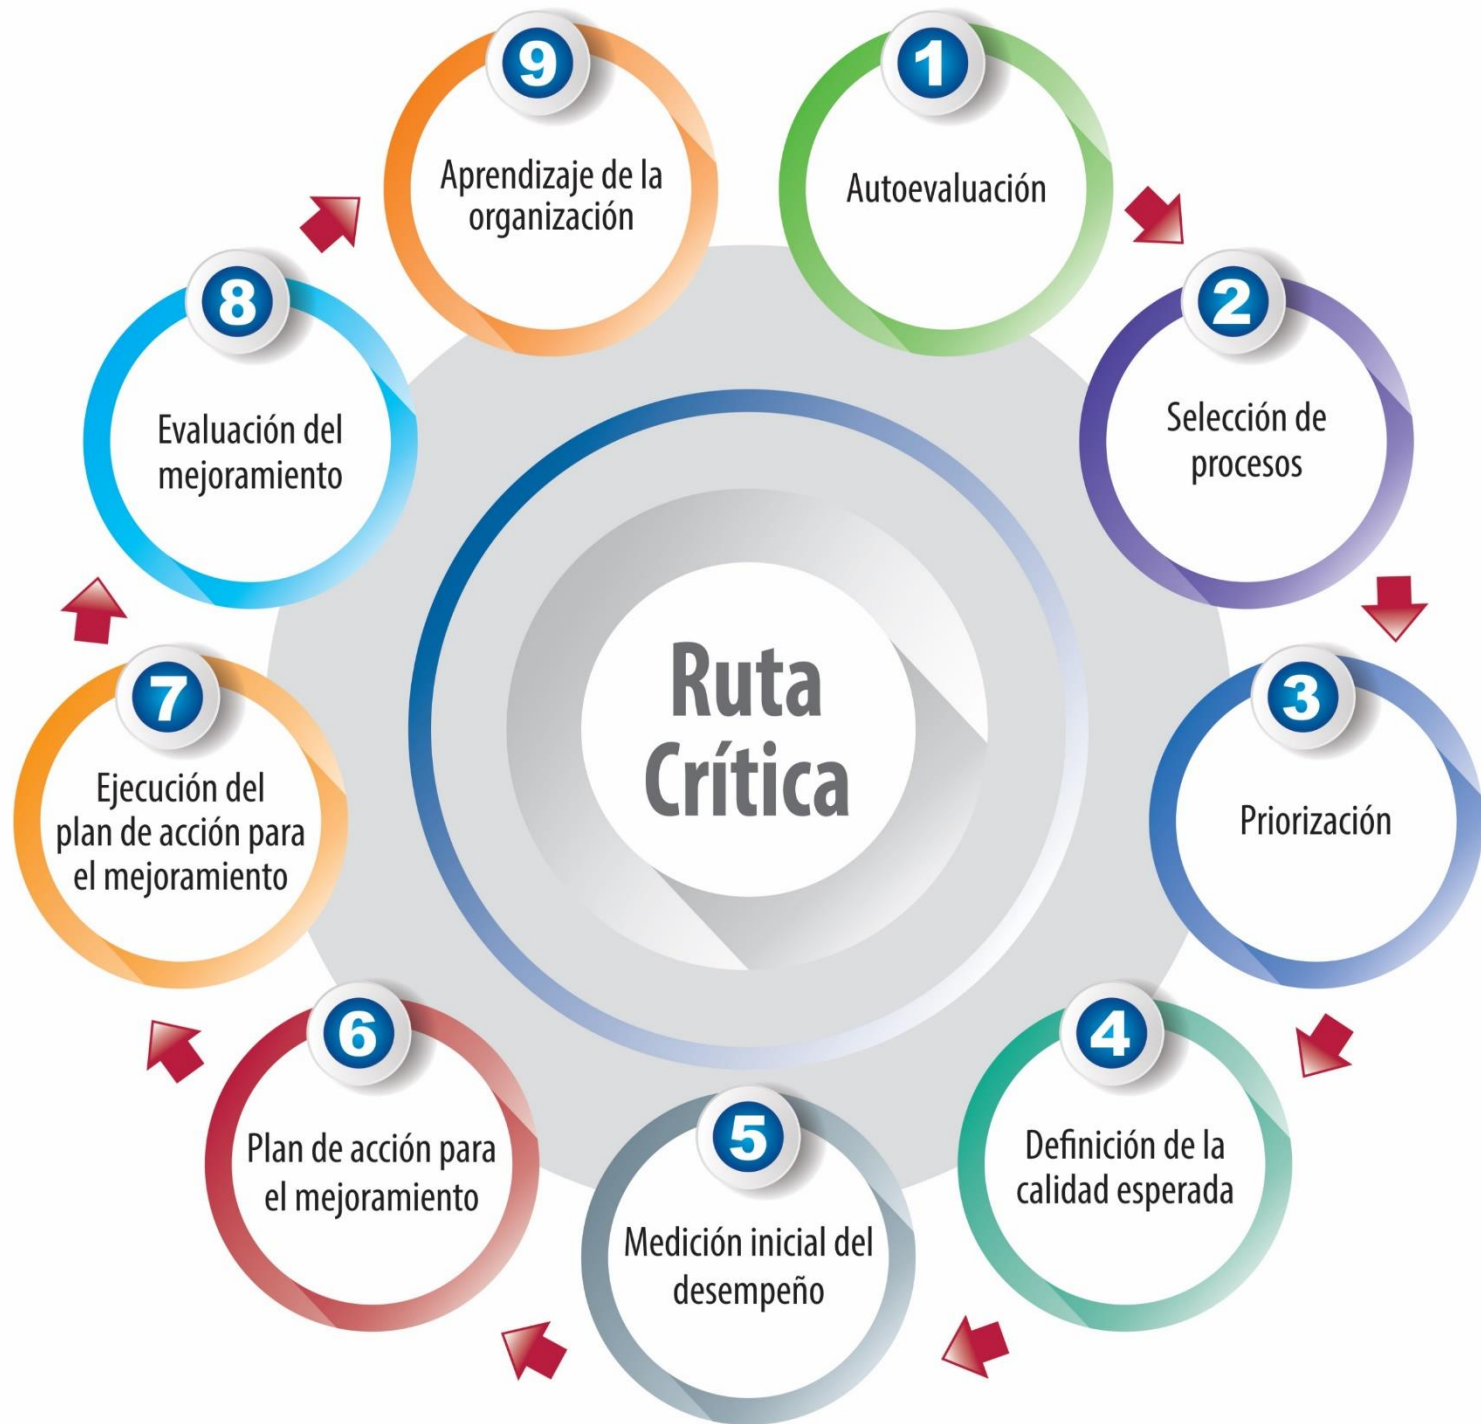 Ruta
Crítica
1
Autoevaluación
2
Selección de
procesos
3
Priorización
4
Definición de la
calidad esperada
5
Medición inicial del
desempeño
6
Plan de acción para
el mejoramiento
7
Ejecución del
plan de acción para
el mejoramiento
8
Evaluación del
mejoramiento
9
Aprendizaje de la
organización